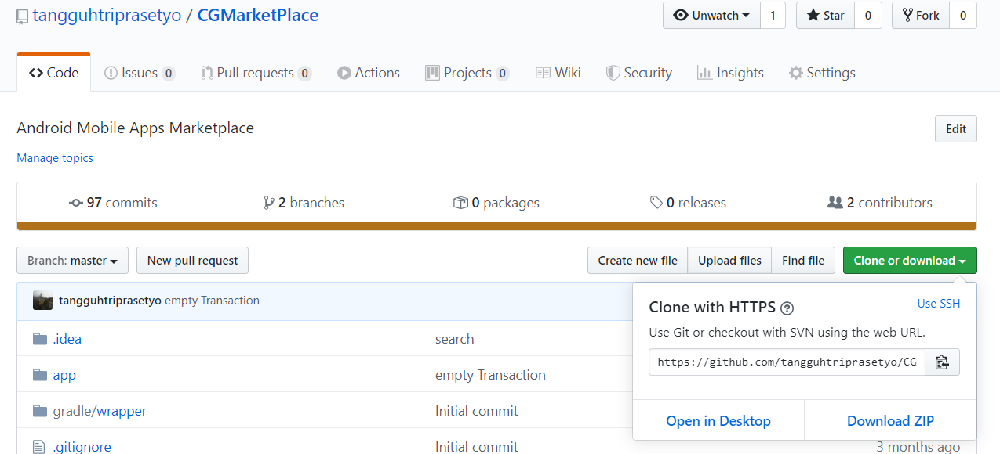 tangguhtriprasetyo / CGMarketPlace
Unwatch 1 Star 0 Fork 0
Code Issues 0 Pull requests 0 Actions Projects 0 Wiki Security Insights Settings
Android Mobile Apps Marketplace
Edit
Manage topics
97 commits 2 branches 0 packages 0 releases 2 contributors
Branch: master New pull request Create new file Upload files Find file Clone or download
tangguhtriprasetyo empty Transaction
.idea search
app empty Transaction
gradle/wrapper Initial commit
.gitignore Initial commit 3 months ago
Clone with HTTPS ? Use SSH
Use Git or checkout with SVN using the web URL.
https://github.com/tangguhtriprasetyo/CG
Open in Desktop Download ZIP